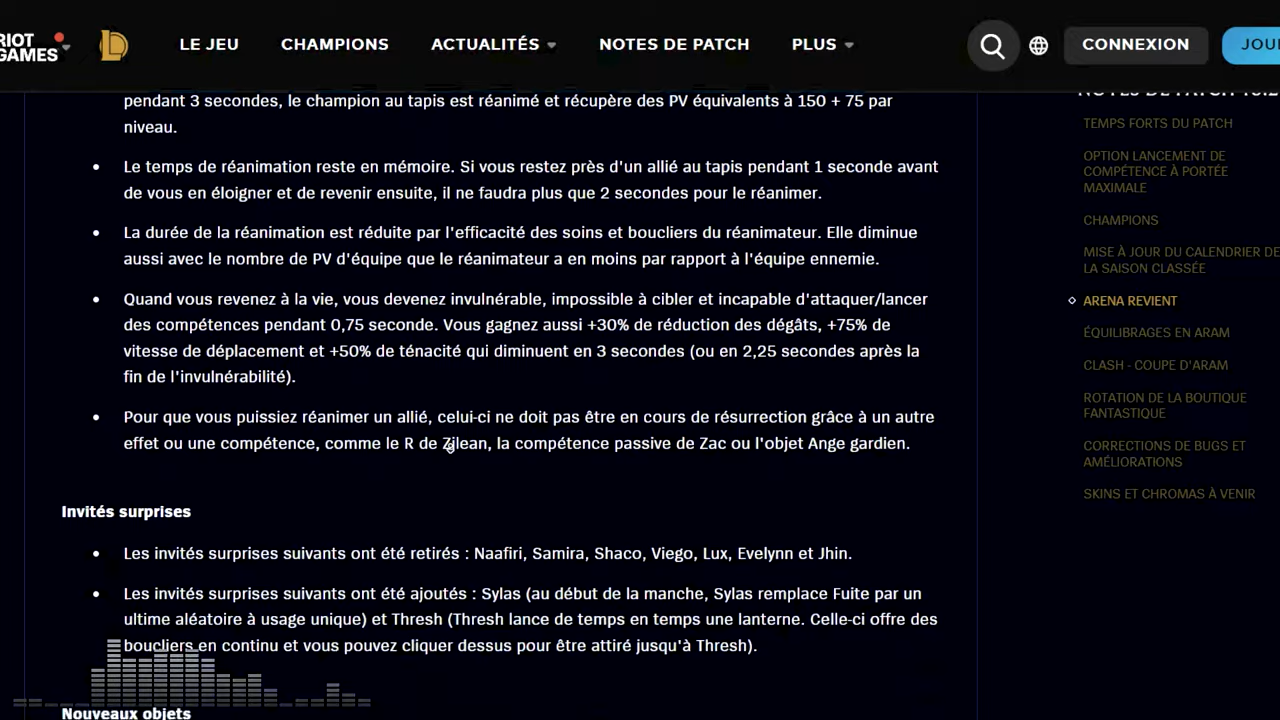 RIOT GAMES
LE JEU
CHAMPIONS
ACTUALITÉS
NOTES DE PATCH
PLUS
CONNEXION
pendant 3 secondes, le champion au tapis est réanimé et récupère des PV équivalents à 150 + 75 par
niveau.
Le temps de réanimation reste en mémoire. Si vous restez près d'un allié au tapis pendant 1 seconde avant
de vous en éloigner et de revenir ensuite, il ne faudra plus que 2 secondes pour le réanimer.
La durée de la réanimation est réduite par l'efficacité des soins et boucliers du réanimateur. Elle diminue
aussi avec le nombre de PV d'équipe que le réanimateur a en moins par rapport à l'équipe ennemie.
Quand vous revenez à la vie, vous devenez invulnérable, impossible à cibler et incapable d'attaquer/lancer
des compétences pendant 0,75 seconde. Vous gagnez aussi +30% de réduction des dégâts, +75% de
vitesse de déplacement et +50% de ténacité qui diminuent en 3 secondes (ou en 2,25 secondes après la
fin de l'invulnérabilité).
Pour que vous puissiez réanimer un allié, celui-ci ne doit pas être en cours de résurrection grâce à un autre
effet ou une compétence, comme le R de Zilean, la compétence passive de Zac ou l'objet Ange gardien.
Invités surprises
Les invités surprises suivants ont été retirés : Naafiri, Samira, Shaco, Viego, Lux, Evelynn et Jhin.
Les invités surprises suivants ont été ajoutés : Sylas (au début de la manche, Sylas remplace Fuite par un
ultime aléatoire à usage unique) et Thresh (Thresh lance de temps en temps une lanterne. Celle-ci offre des
boucliers en continu et vous pouvez cliquer dessus pour être attiré jusqu'à Thresh).
Nouveaux objets
NOTES DE PATCH
TEMPS FORTS DU PATCH
OPTION LANCEMENT DE
COMPÉTENCE À PORTÉE
MAXIMALE
CHAMPIONS
MISE À JOUR DU CALENDRIER DE
LA SAISON CLASSÉE
ARENA REVIENT
ÉQUILIBRAGES EN ARAM
CLASH - COUPE D'ARAM
ROTATION DE LA BOUTIQUE
FANTASTIQUE
CORRECTIONS DE BUGS ET
AMÉLIORATIONS
SKINS ET CHROMAS À VENIR